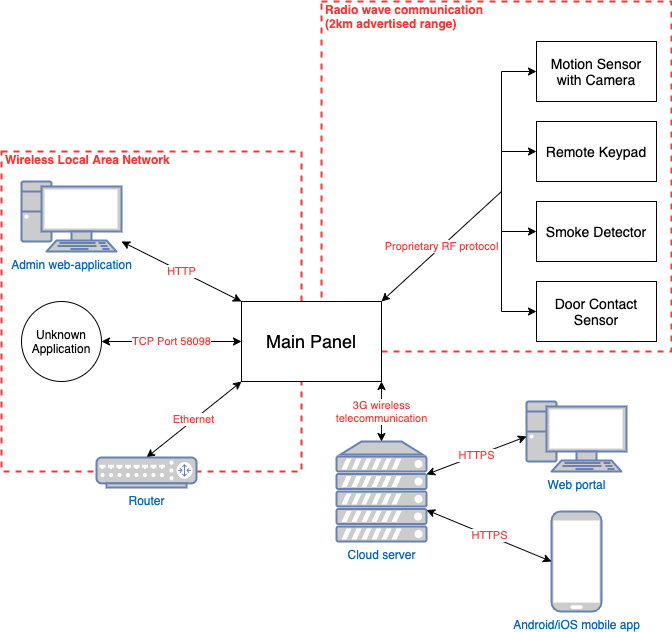 Radio wave communication
(2km advertised range)
Motion Sensor
with Camera
Wireless Local Area Network
Remote Keypad
Admin web-application
Proprietary RF protocol
Smoke Detector
HTTP
Door Contact
Sensor
Unknown
Application
TCP Port 58098
Main Panel
3G wireless
telecommunication
Ethernet
Router
HTTPS
Web portal
Cloud server
HTTPS
Android/iOS mobile app